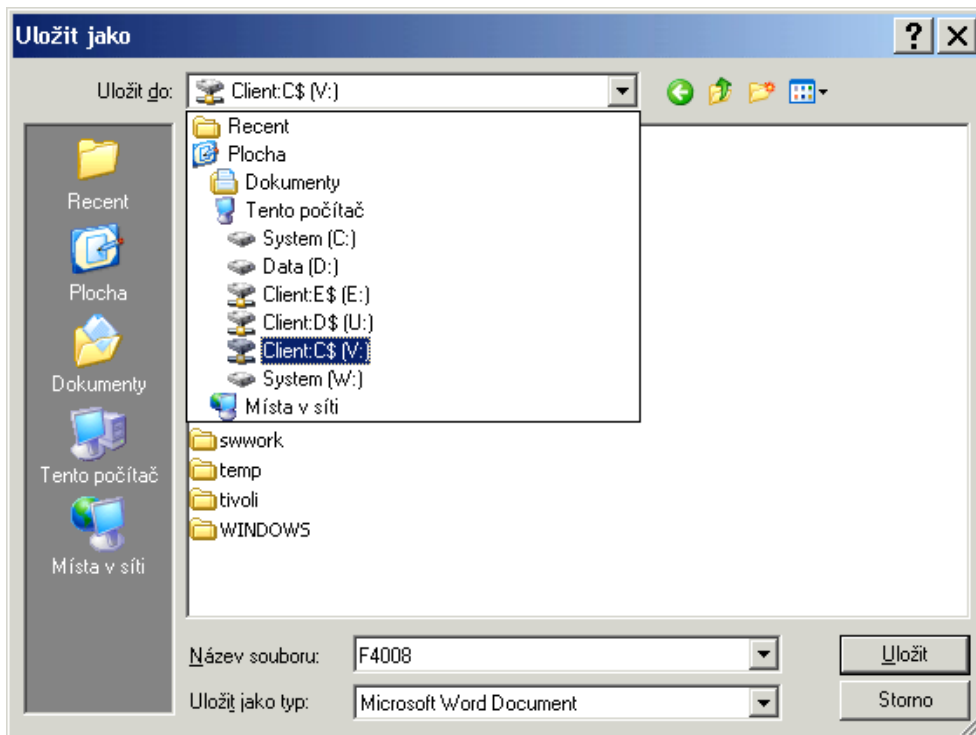 Uložit jako
Uložit do: Client:C$ (V:)
Recent
Plocha
Dokumenty
Tento počítač
System (C:)
Data (D:)
Client:E$ (E:)
Client:D$ (U:)
Client:C$ (V:)
System (W:)
Místa v síti
Recent
Plocha
Dokumenty
Tento počítač
Místa v síti
swwork
temp
tivoli
WINDOWS
Název souboru: F4008 Uložit
Uložit jako typ: Microsoft Word Document Storno